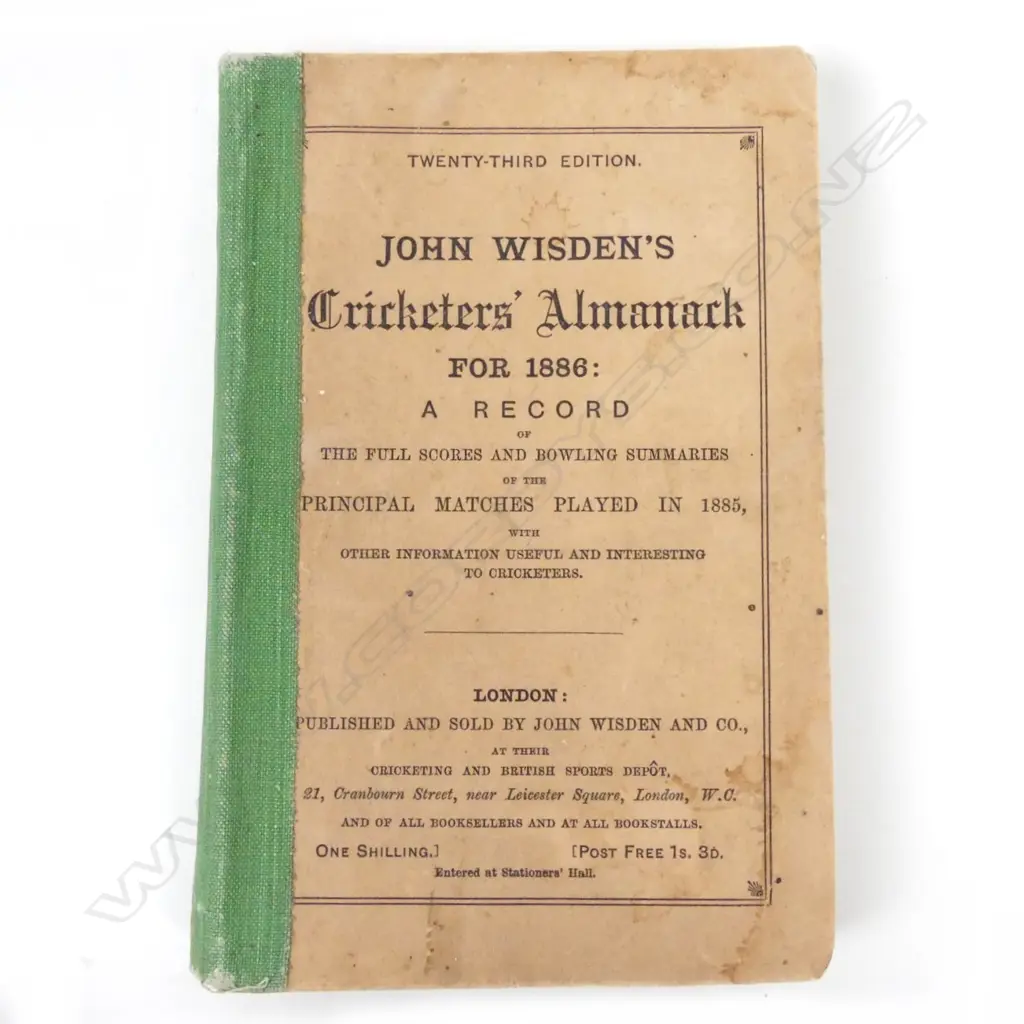 TWENTY-THIRD EDITION.
JOHN WISDEN'S
Cricketers' Almanack
FOR 1886:
A RECORD
OF
THE FULL SCORES AND BOWLING SUMMARIES
OF THE
PRINCIPAL MATCHES PLAYED IN 1885,
WITH
OTHER INFORMATION USEFUL AND INTERESTING
TO CRICKETERS.
LONDON:
PUBLISHED AND SOLD BY JOHN WISDEN AND CO.,
AT THEIR
CRICKETING AND BRITISH SPORTS DEPÔT,
21, Cranbourn Street, near Leicester Square, London, W.C.
AND OF ALL BOOKSELLERS AND AT ALL BOOKSTALLS.
ONE SHILLING.] [POST FREE 1S. 3D.
Entered at Stationers' Hall.